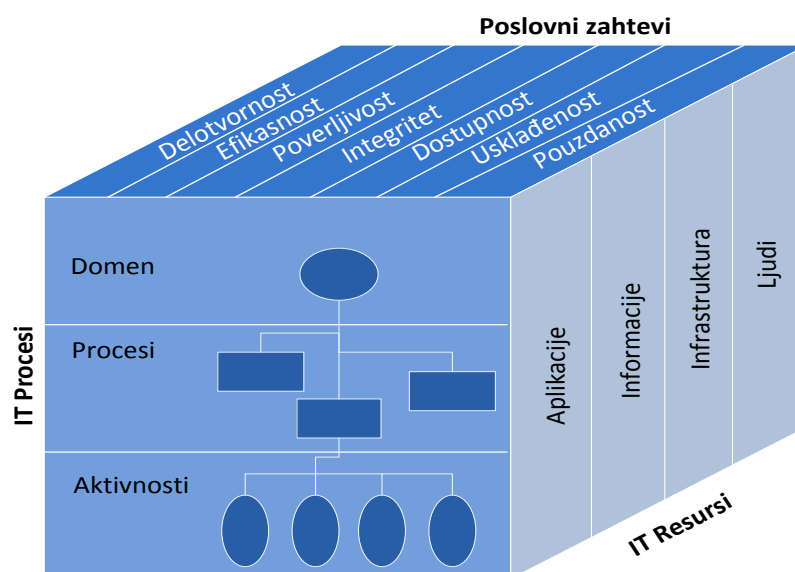 Poslovni zahtevi
Delotvornost
Efikasnost
Poverljivost
Integritet
Dostupnost
Usklađenost
Pouzdanost
IT Procesi
Domen
Procesi
Aktivnosti
Aplikacije
Informacije
Infrastruktura
Ljudi
IT Resursi